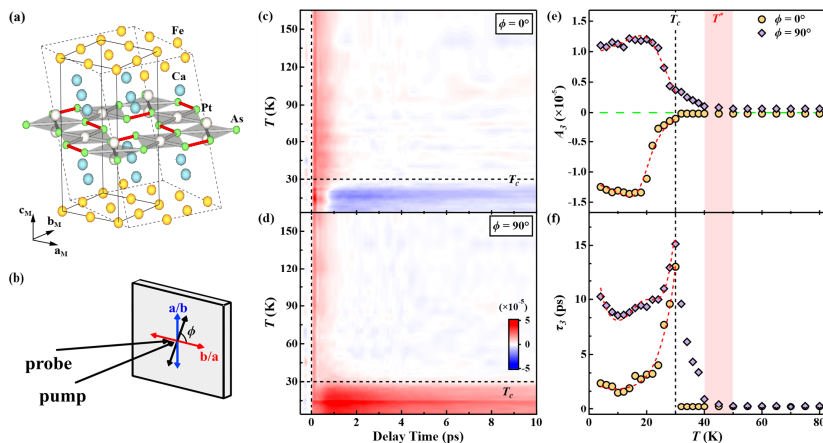 (a)
Fe
Ca
Pt
As
c_M
b_M
a_M
(b)
a/b
ϕ
b/a
probe
pump
(c)
ϕ = 0°
T (K)
150
120
90
60
30
T_c
(d)
ϕ = 90°
T (K)
150
120
90
60
30
(×10⁻⁵)
5
0
-5
T_c
0 2 4 6 8 10
Delay Time (ps)
(e)
T_c
T*
ϕ = 0°
ϕ = 90°
A₃ (×10⁻⁵)
1.5
1.0
0.5
0
-0.5
-1.0
-1.5
(f)
τ₃ (ps)
15
10
5
0
0 20 40 60 80
T (K)